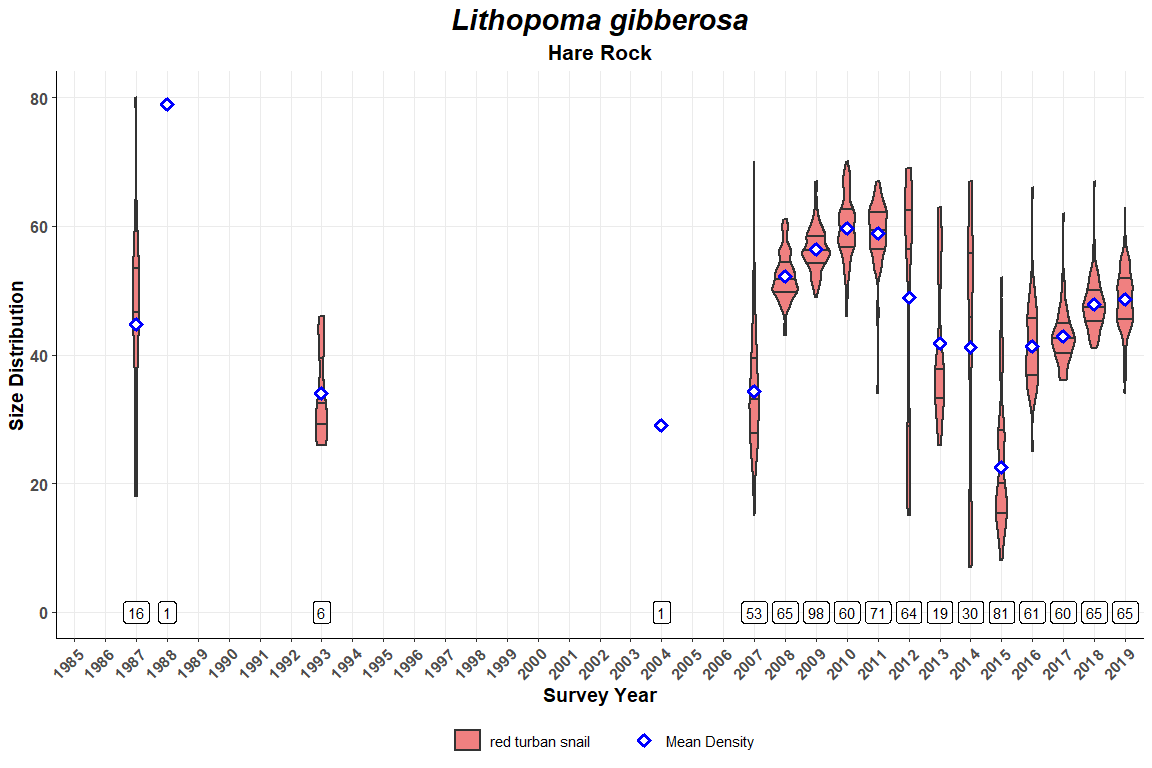 Lithopoma gibberosa
Hare Rock
Size Distribution
80
60
40
20
0
16 1 6 1 53 65 98 60 71 64 19 30 81 61 60 65 65
1985 1986 1987 1988 1989 1990 1991 1992 1993 1994 1995 1996 1997 1998 1999 2000 2001 2002 2003 2004 2005 2006 2007 2008 2009 2010 2011 2012 2013 2014 2015 2016 2017 2018 2019
Survey Year
red turban snail Mean Density